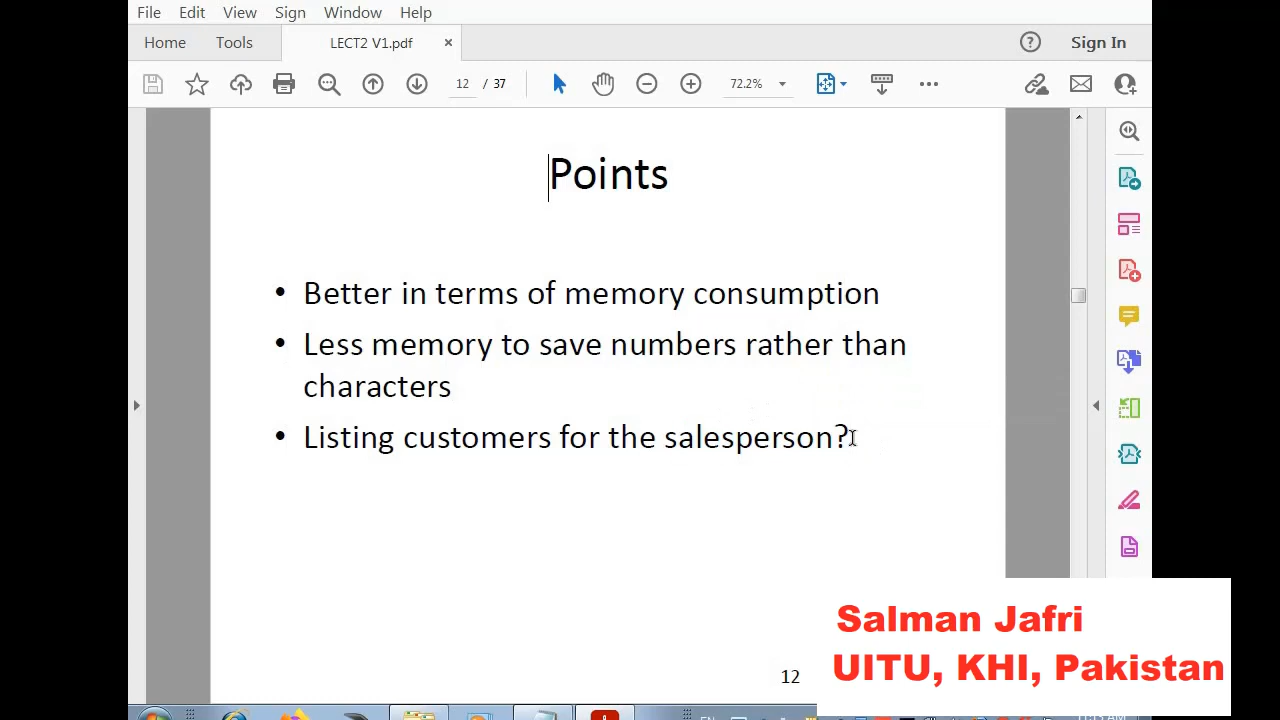 File Edit View Sign Window Help
Home Tools LECT2 V1.pdf × Sign In
12 / 37 72.2%
Points
• Better in terms of memory consumption
• Less memory to save numbers rather than
characters
• Listing customers for the salesperson?
12
Salman Jafri
UITU, KHI, Pakistan